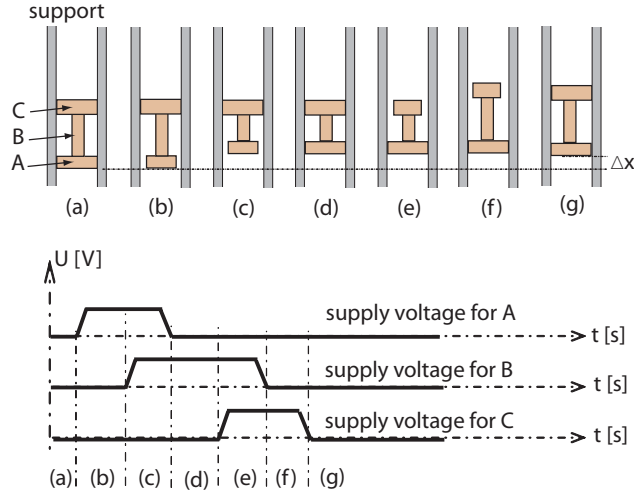 support
C
B
A
Δx
(a) (b) (c) (d) (e) (f) (g)
U [V]
supply voltage for A
t [s]
supply voltage for B
t [s]
supply voltage for C
t [s]
(a) (b) (c) (d) (e) (f) (g)